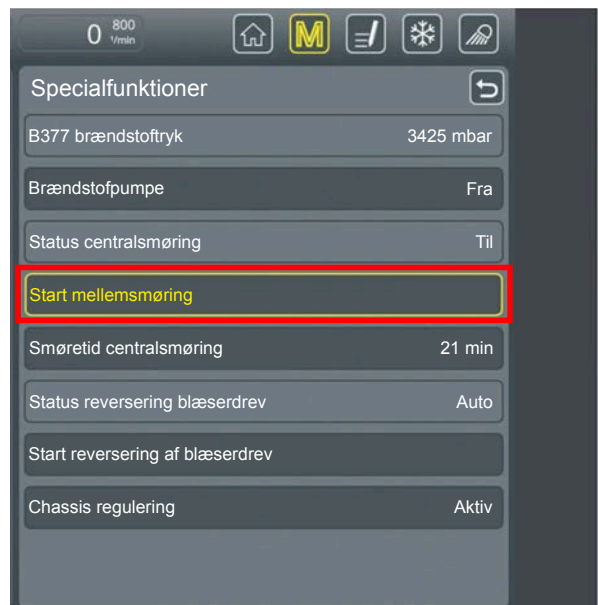 0 800 1/min M
Specialfunktioner
B377 brændstoftryk 3425 mbar
Brændstofpumpe Fra
Status centralsmøring Til
Start mellemsmøring
Smøretid centralsmøring 21 min
Status reversering blæserdrev Auto
Start reversering af blæserdrev
Chassis regulering Aktiv